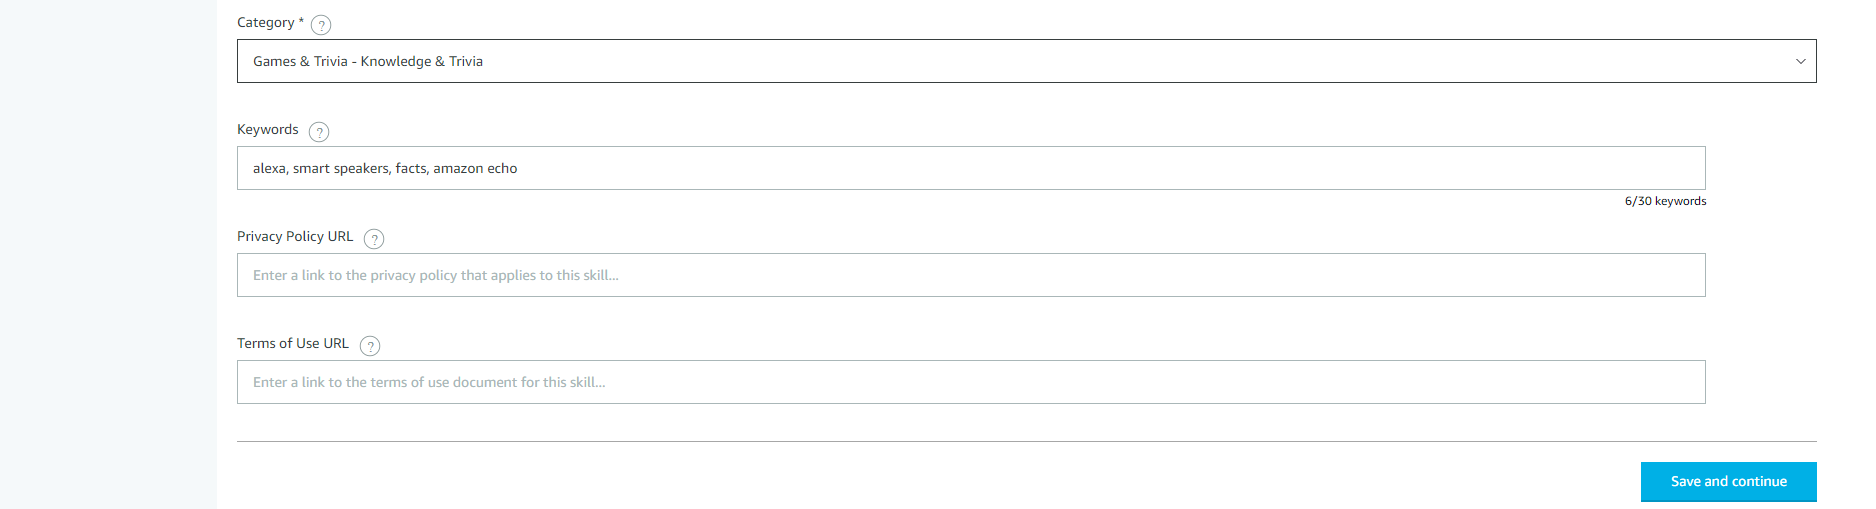 Category * ?
Games & Trivia - Knowledge & Trivia
Keywords ?
alexa, smart speakers, facts, amazon echo
6/30 keywords
Privacy Policy URL ?
Enter a link to the privacy policy that applies to this skill...
Terms of Use URL ?
Enter a link to the terms of use document for this skill...
Save and continue